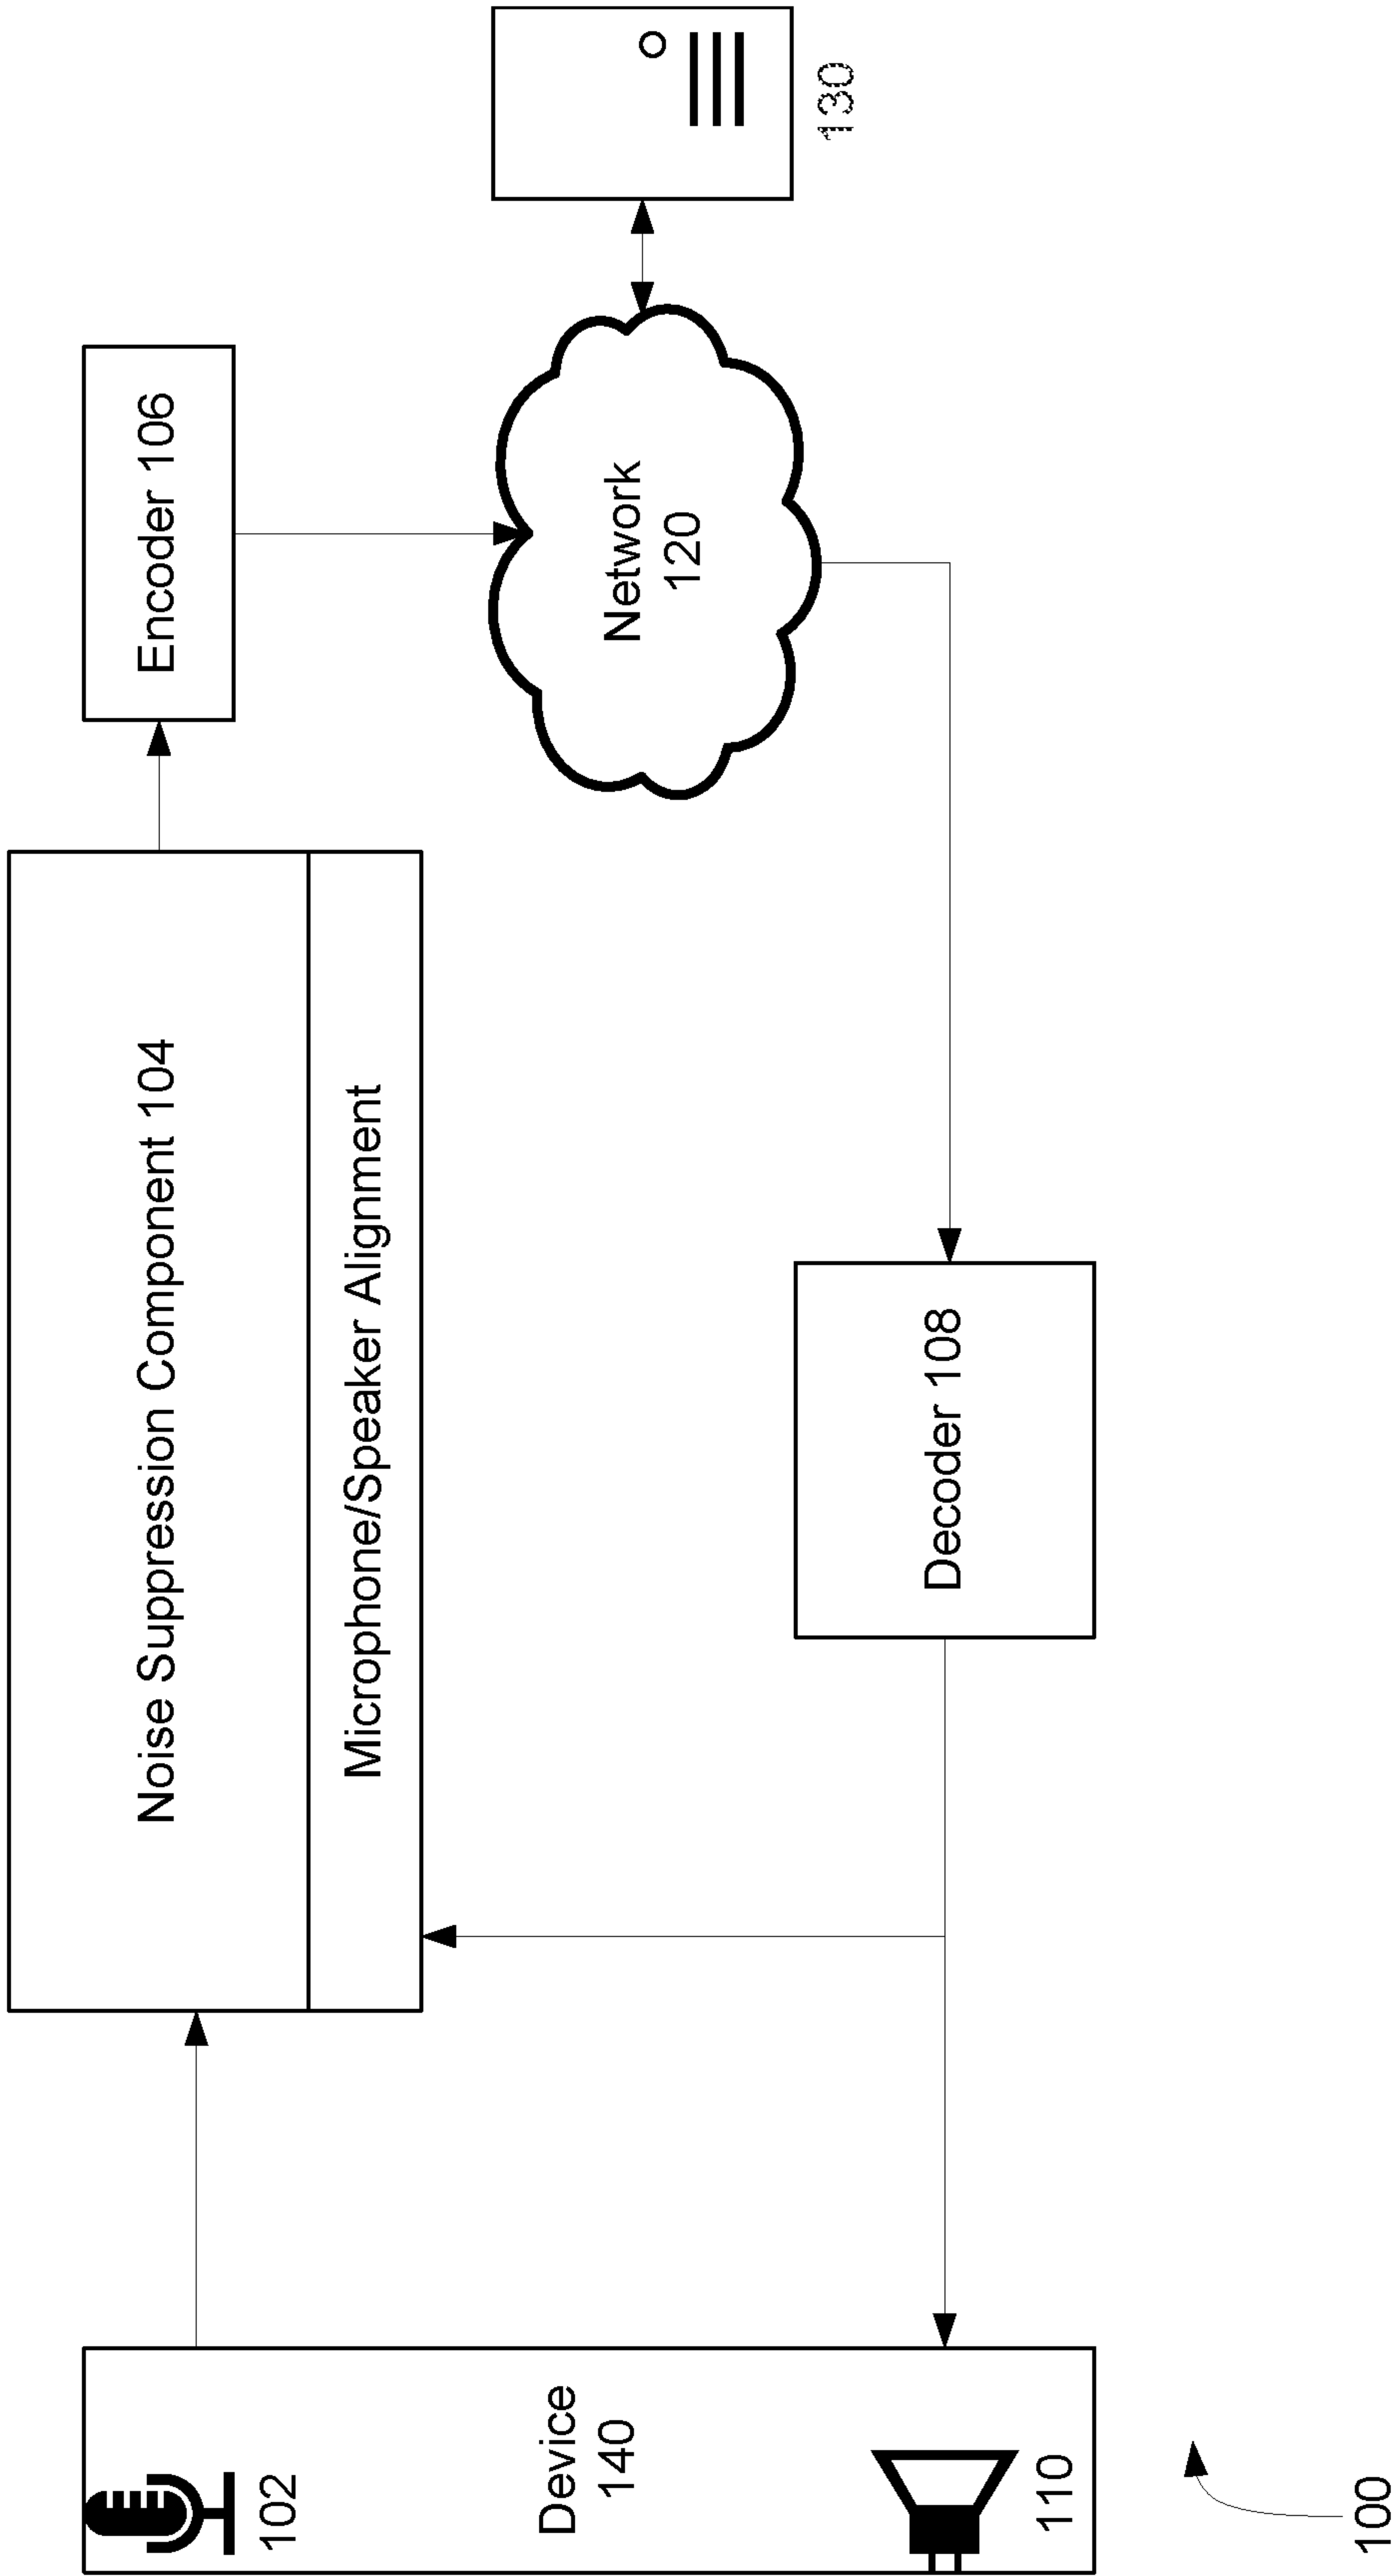 Noise Suppression Component 104
Microphone/Speaker Alignment
Encoder 106
102
Device
140
110
Network
120
130
Decoder 108
100